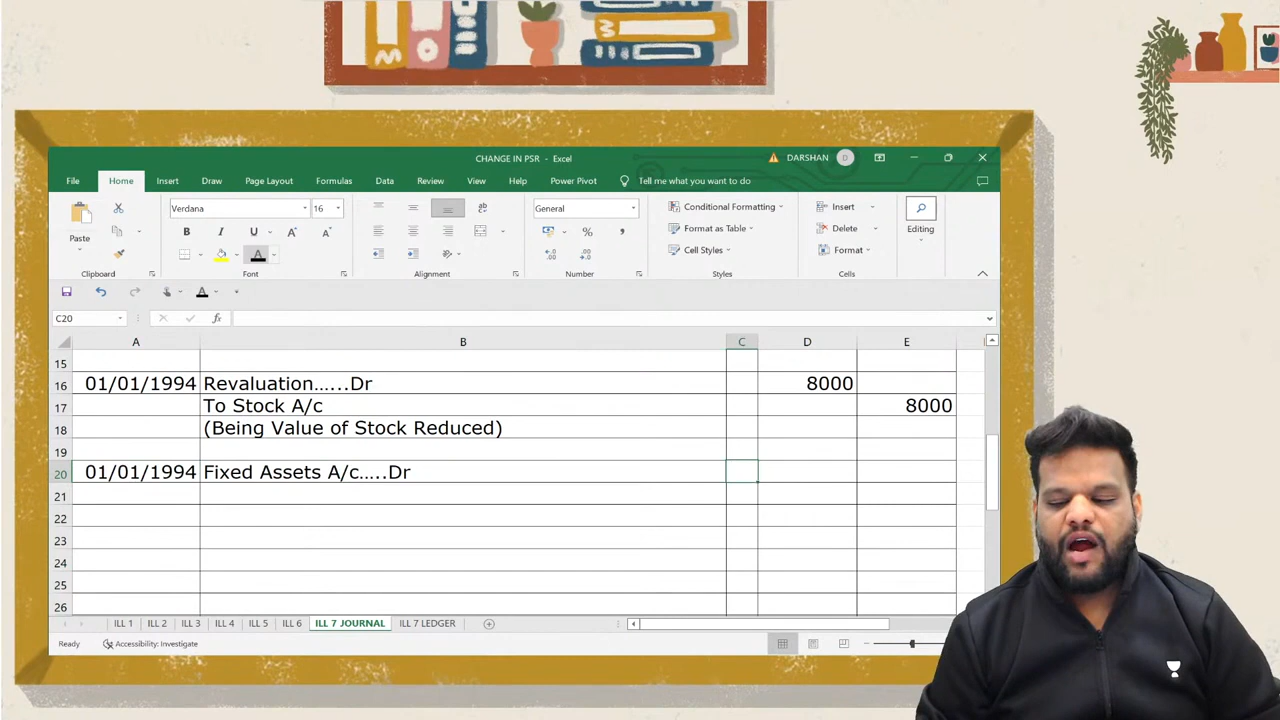 CHANGE IN PSR - Excel
DARSHAN D
File Home Insert Draw Page Layout Formulas Data Review View Help Power Pivot Tell me what you want to do
Paste
Verdana 16
B I U A A
General
Conditional Formatting
Format as Table
Cell Styles
Insert
Delete
Format
Editing
Clipboard Font Alignment Number Styles Cells
C20 fx
A B C D E
15
16 01/01/1994 Revaluation…...Dr 8000
17 To Stock A/c 8000
18 (Being Value of Stock Reduced)
19
20 01/01/1994 Fixed Assets A/c…..Dr
21
22
23
24
25
26
ILL 1 ILL 2 ILL 3 ILL 4 ILL 5 ILL 6 ILL 7 JOURNAL ILL 7 LEDGER
Ready Accessibility: Investigate